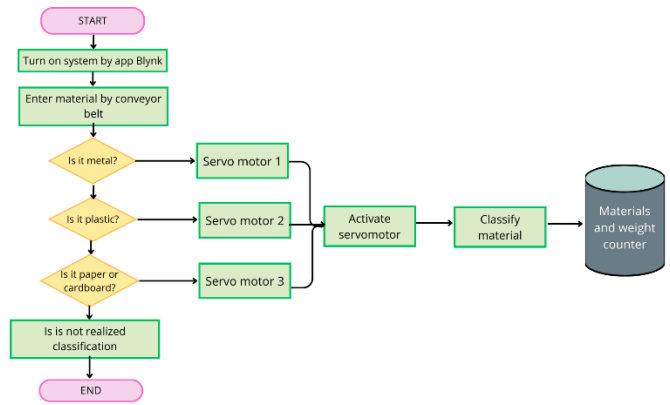 START
Turn on system by app Blynk
Enter material by conveyor
belt
Is it metal?
Servo motor 1
Is it plastic?
Servo motor 2
Is it paper or
cardboard?
Servo motor 3
Activate
servomotor
Classify
material
Materials
and weight
counter
Is is not realized
classification
END